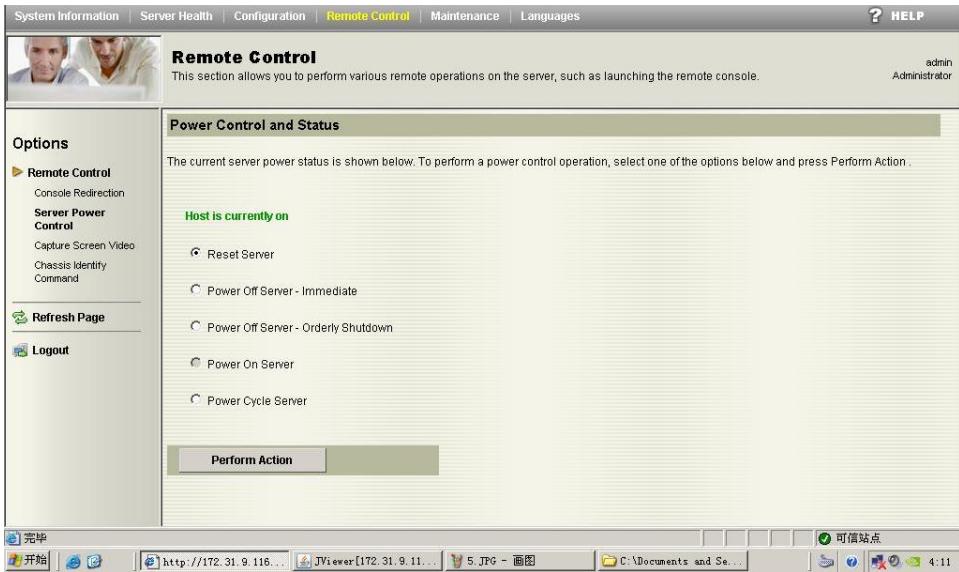 System Information Server Health Configuration Remote Control Maintenance Languages ? HELP
Remote Control
This section allows you to perform various remote operations on the server, such as launching the remote console.
admin
Administrator
Options
Remote Control
Console Redirection
Server Power
Control
Capture Screen Video
Chassis Identify
Command
Refresh Page
Logout
Power Control and Status
The current server power status is shown below. To perform a power control operation, select one of the options below and press Perform Action .
Host is currently on
Reset Server
Power Off Server - Immediate
Power Off Server - Orderly Shutdown
Power On Server
Power Cycle Server
Perform Action
完毕 可信站点
开始 http://172.31.9.116... JViewer[172.31.9.11... 5.JPG - 画图 C:\Documents and Se... 4:11